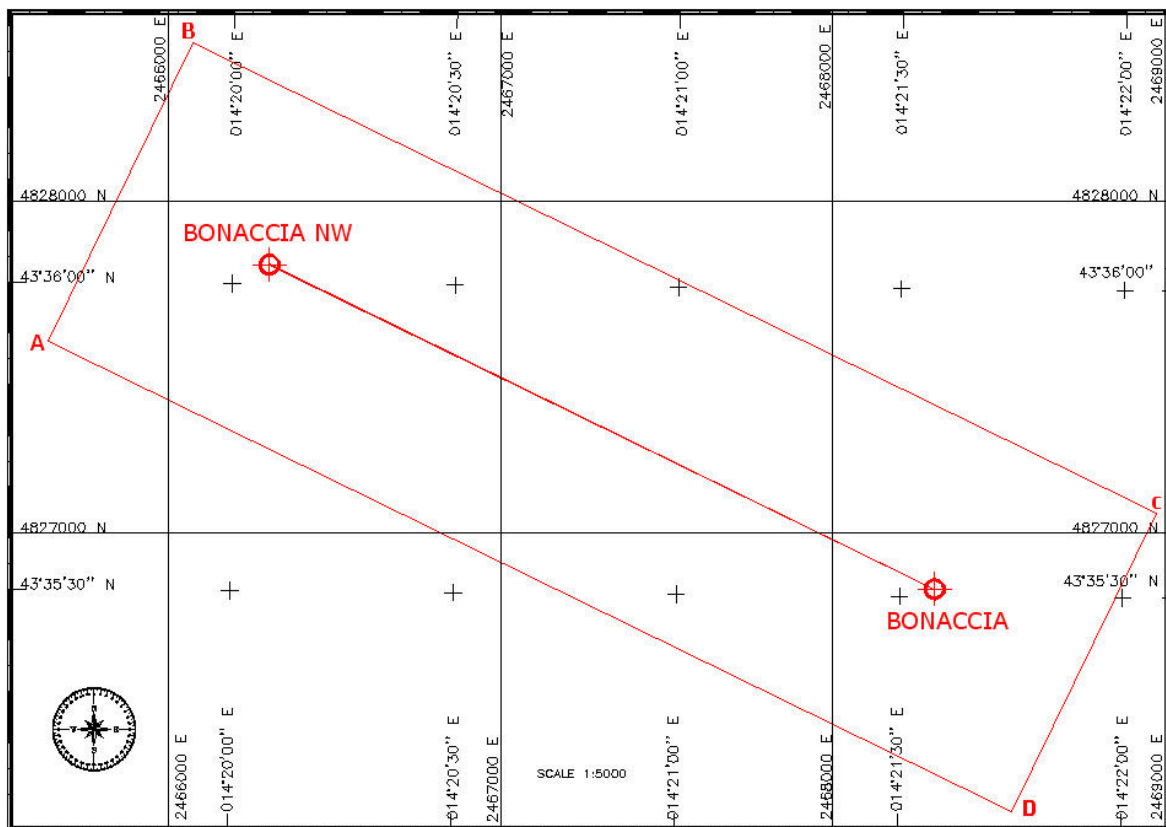 B
2466000 E
014°20'00" E
014°20'30" E
2467000 E
014°21'00" E
2468000 E
014°21'30" E
014°22'00" E
2469000 E
4828000 N
4828000 N
BONACCIA NW
43°36'00" N
43°36'00"
A
C
4827000 N
4827000 N
43°35'30" N
43°35'30" N
BONACCIA
N
S
2466000 E
014°20'00" E
014°20'30" E
2467000 E
SCALE 1:5000
014°21'00" E
2468000 E
014°21'30" E
D
014°22'00" E
2469000 E